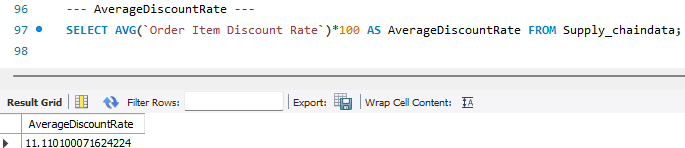 96 --- AverageDiscountRate
97 SELECT AVG(`Order Item Discount Rate`)*100 AS AverageDiscountRate FROM Supply_chaindata;
98
Result Grid Filter Rows: Export: Wrap Cell Content:
AverageDiscountRate
11.110100071624224